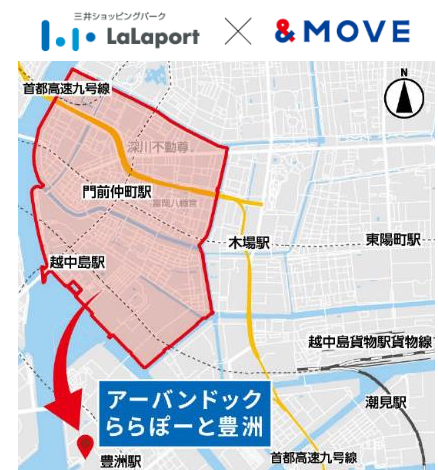 三井ショッピングパーク
LaLaport
&MOVE
N
首都高速九号線
深川不動尊
門前仲町駅
富岡八幡宮
木場駅
東陽町駅
越中島駅
越中島貨物駅貨物線
アーバンドック
ららぽーと豊洲
潮見駅
豊洲駅
首都高速九号線